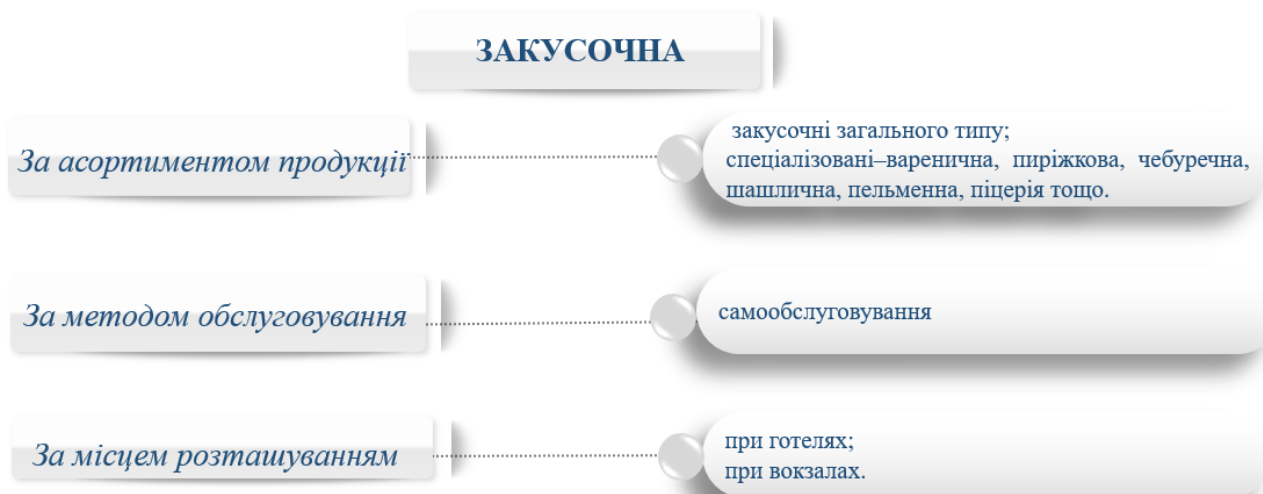 ЗАКУСОЧНА
За асортиментом продукції
закусочні загального типу;
спеціалізовані–варенична, пиріжкова, чебуречна,
шашлична, пельменна, піцерія тощо.
За методом обслуговування
самообслуговування
За місцем розташуванням
при готелях;
при вокзалах.